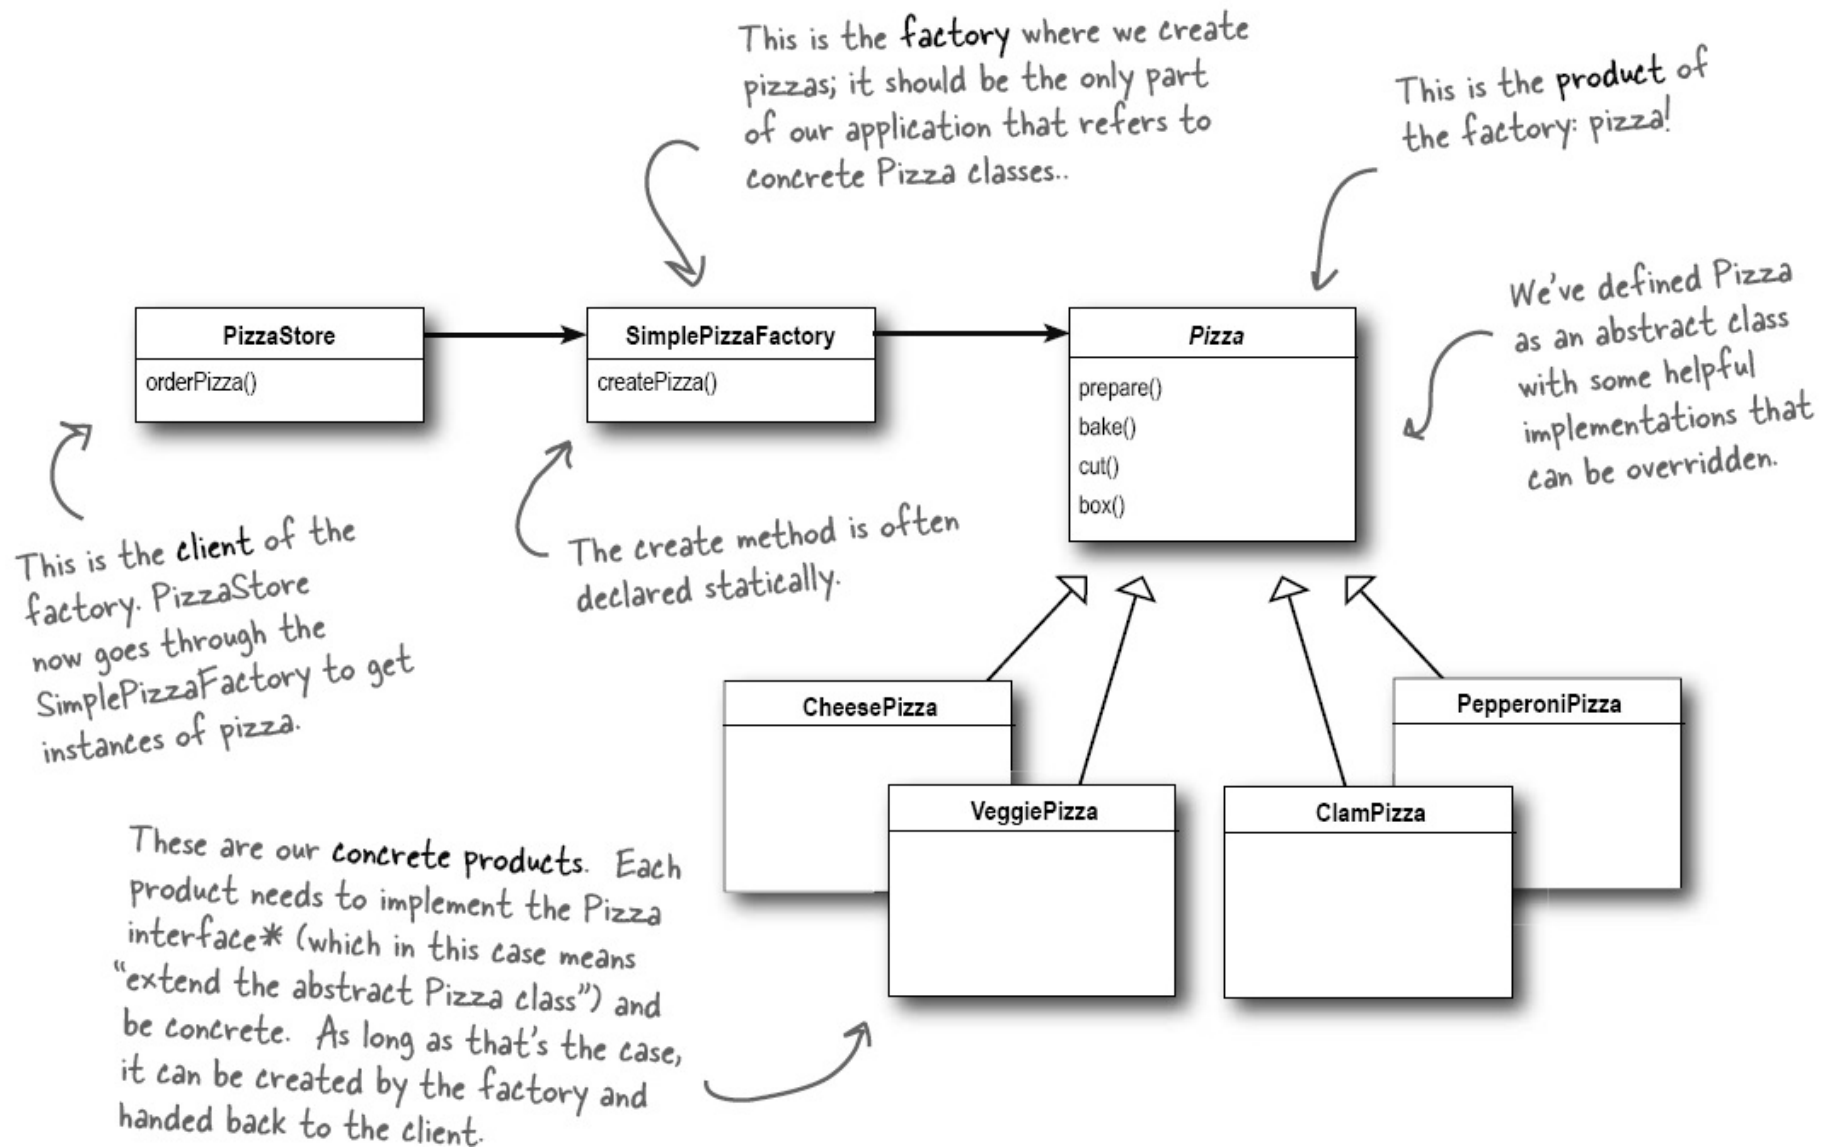 This is the factory where we create
pizzas; it should be the only part
of our application that refers to
concrete Pizza classes..
This is the product of
the factory: pizza!
We've defined Pizza
as an abstract class
with some helpful
implementations that
can be overridden.
PizzaStore
orderPizza()
SimplePizzaFactory
createPizza()
Pizza
prepare()
bake()
cut()
box()
This is the client of the
factory. PizzaStore
now goes through the
SimplePizzaFactory to get
instances of pizza.
The create method is often
declared statically.
CheesePizza
VeggiePizza
ClamPizza
PepperoniPizza
These are our concrete products. Each
product needs to implement the Pizza
interface* (which in this case means
“extend the abstract Pizza class”) and
be concrete. As long as that's the case,
it can be created by the factory and
handed back to the client.